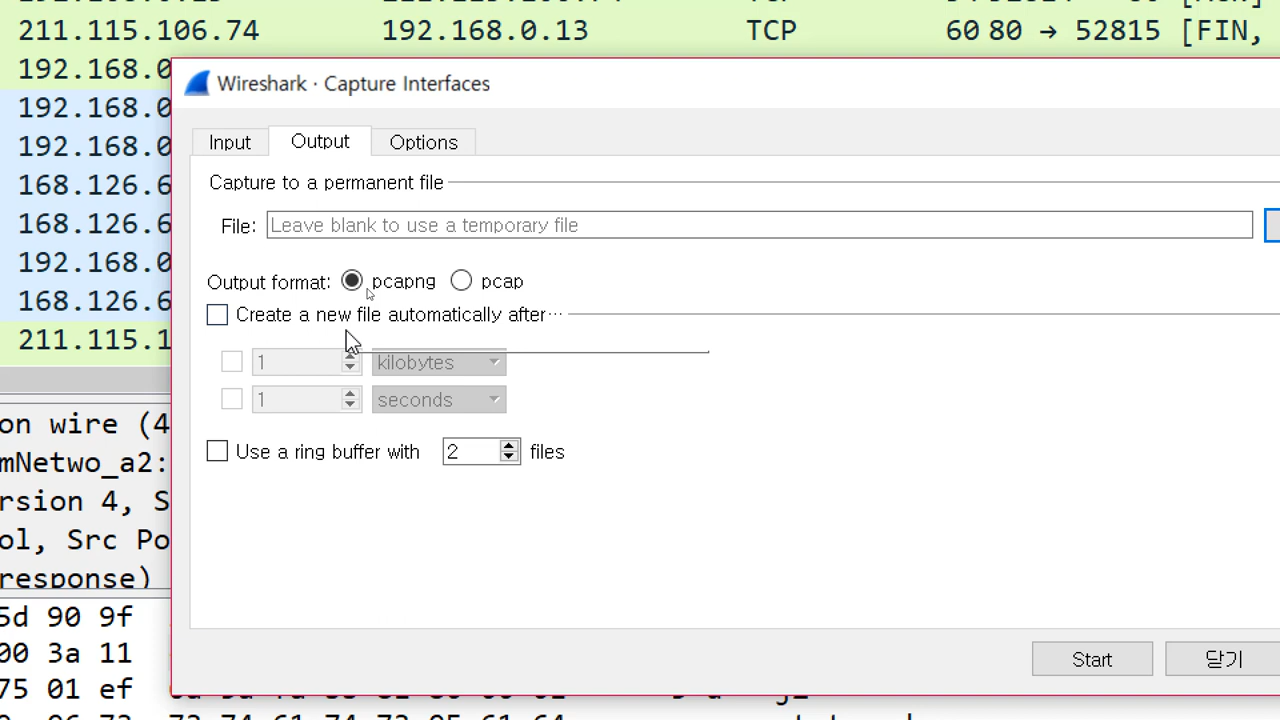 211.115.106.74 192.168.0.13 TCP 60 80 → 52815 [FIN,
192.168.0
Wireshark · Capture Interfaces
192.168.0
Input Output Options
192.168.0
Capture to a permanent file
168.126.6
File: Leave blank to use a temporary file
168.126.6
192.168.0
Output format: pcapng pcap
168.126.6
Create a new file automatically after···
211.115.1
1 kilobytes
1 seconds
on wire (4
Use a ring buffer with 2 files
mNetwo_a2:
rsion 4, S
ol, Src Po
response)
5d 90 9f
00 3a 11
Start 닫기
75 01 ef